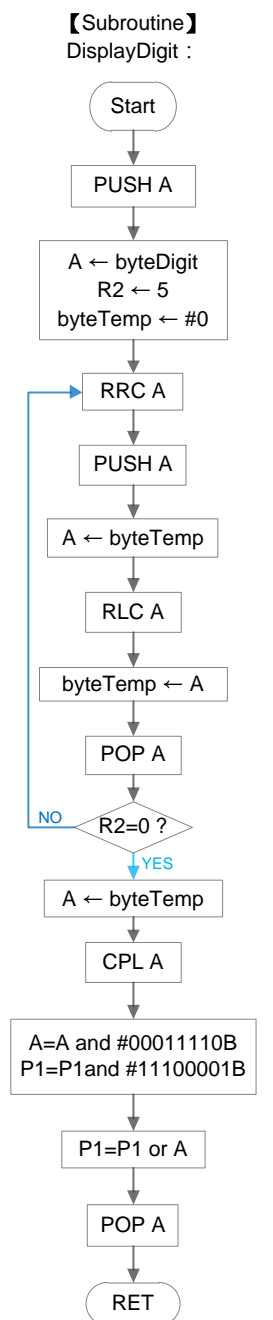 【Subroutine】
DisplayDigit :
Start
PUSH A
A ← byteDigit
R2 ← 5
byteTemp ← #0
RRC A
PUSH A
A ← byteTemp
RLC A
byteTemp ← A
POP A
R2=0 ?
NO
YES
A ← byteTemp
CPL A
A=A and #00011110B
P1=P1and #11100001B
P1=P1 or A
POP A
RET